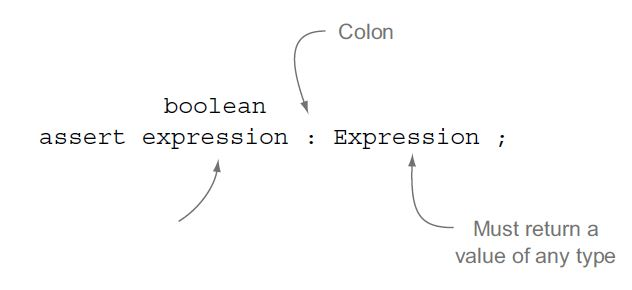 Colon
boolean
assert expression : Expression ;
Must return a
value of any type